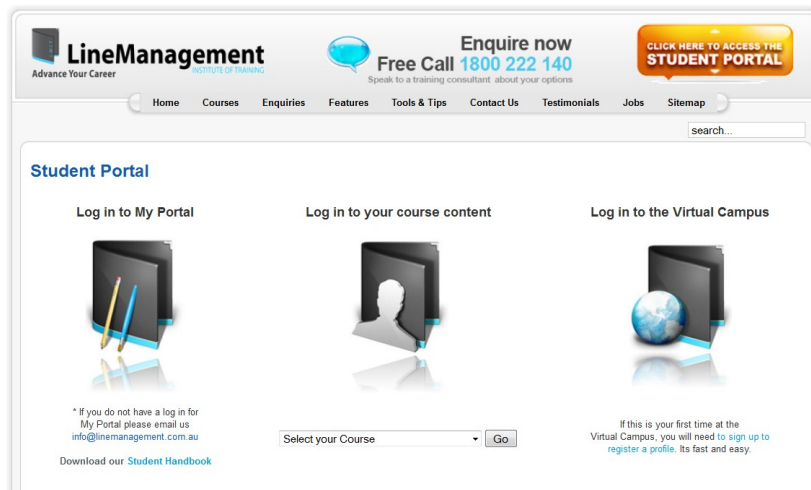 LineManagement
INSTITUTE OF TRAINING
Advance Your Career
Enquire now
Free Call 1800 222 140
Speak to a training consultant about your options
CLICK HERE TO ACCESS THE
STUDENT PORTAL
Home Courses Enquiries Features Tools & Tips Contact Us Testimonials Jobs Sitemap
search...
Student Portal
Log in to My Portal
* If you do not have a log in for
My Portal please email us
info@linemanagement.com.au
Download our Student Handbook
Log in to your course content
Select your Course Go
Log in to the Virtual Campus
If this is your first time at the
Virtual Campus, you will need to sign up to
register a profile. Its fast and easy.